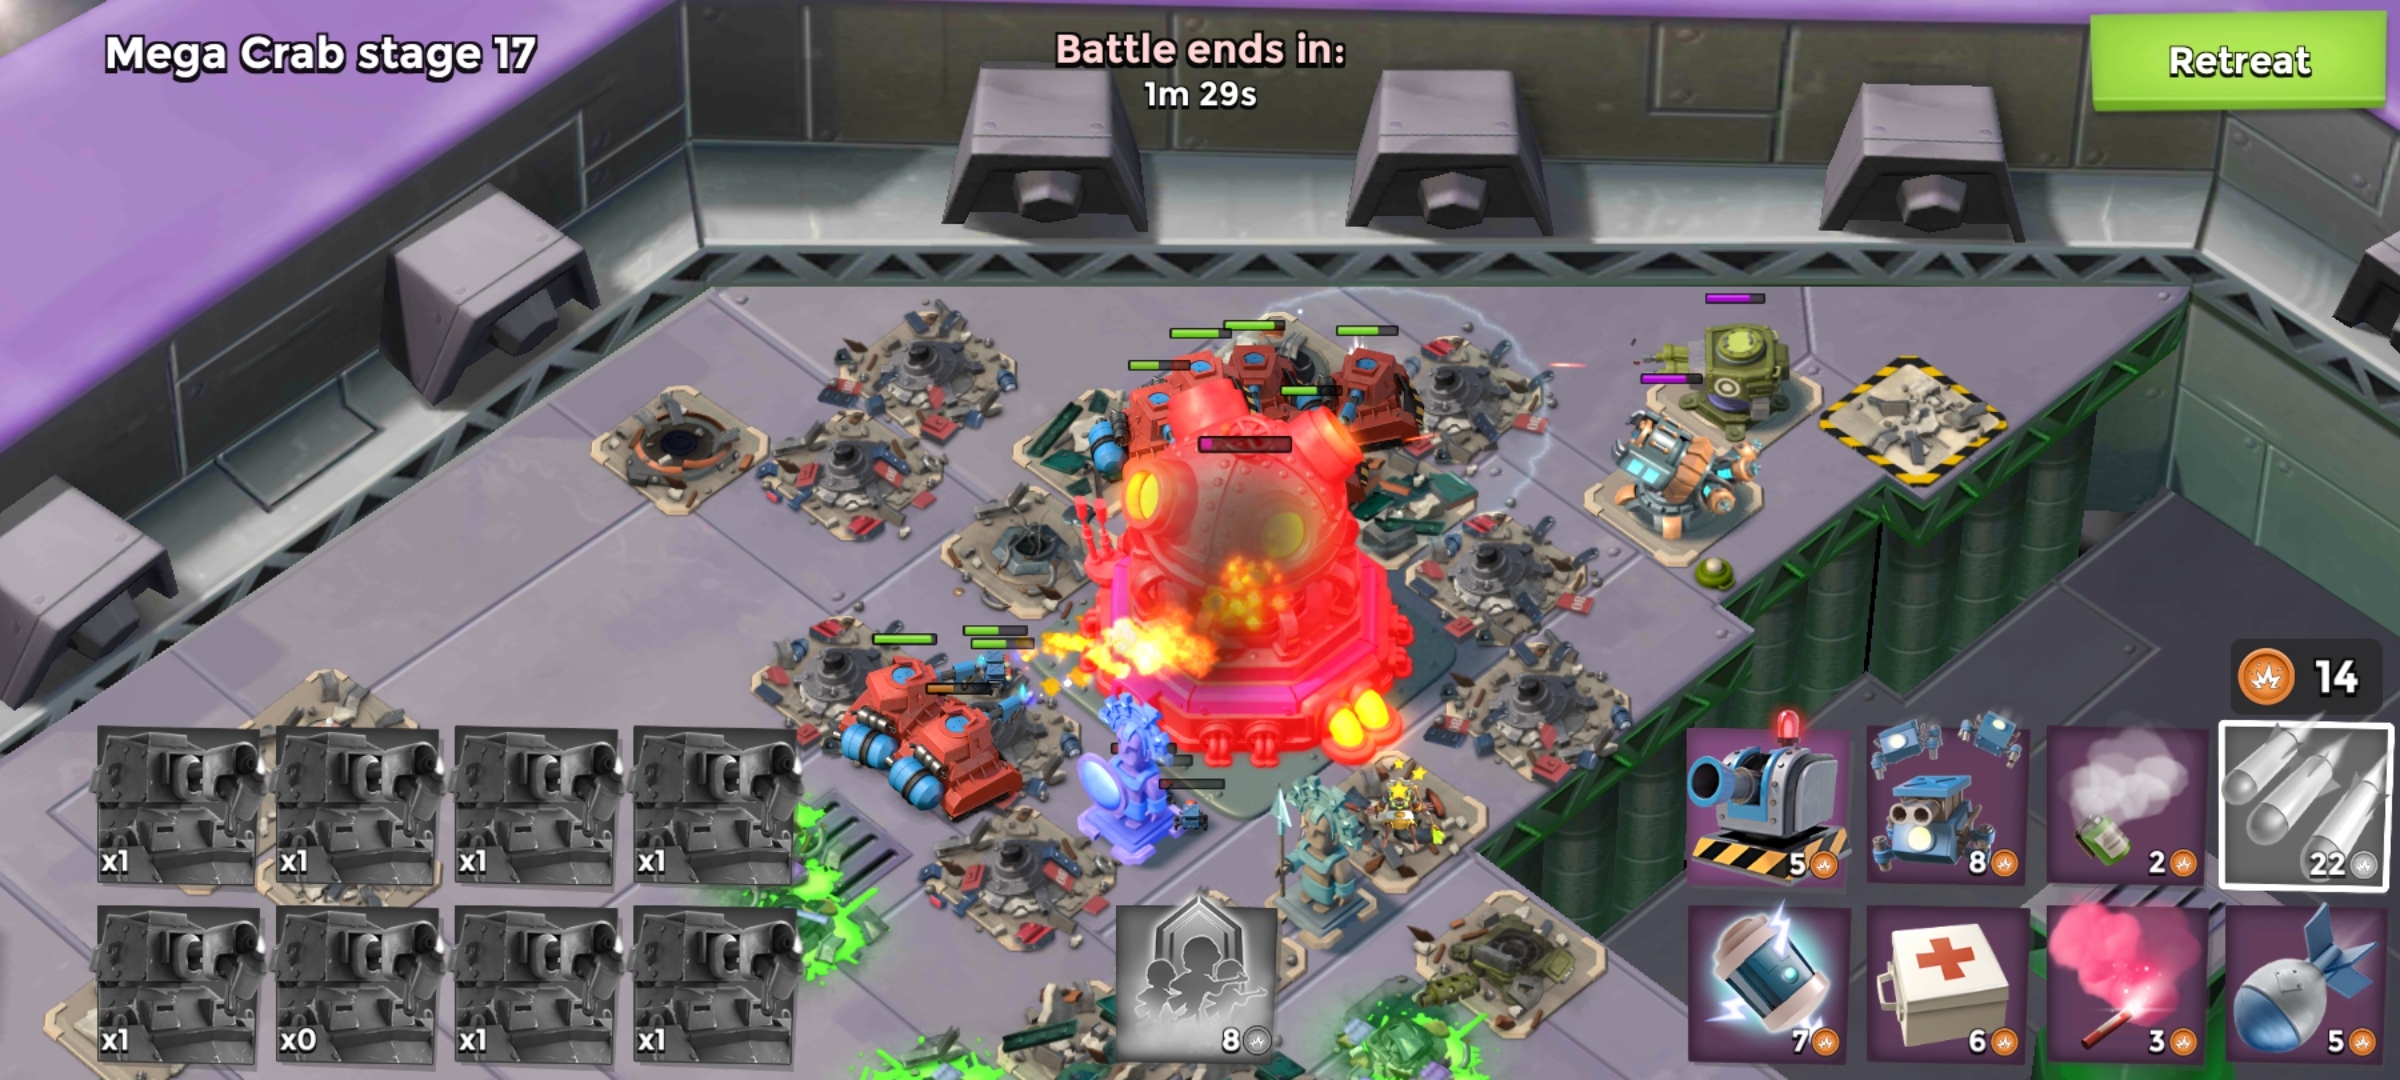 Mega Crab stage 17
Battle ends in:
1m 29s
Retreat
14
5
8
2
22
7
6
3
5
x1
x1
x1
x1
x1
x0
x1
x1
8